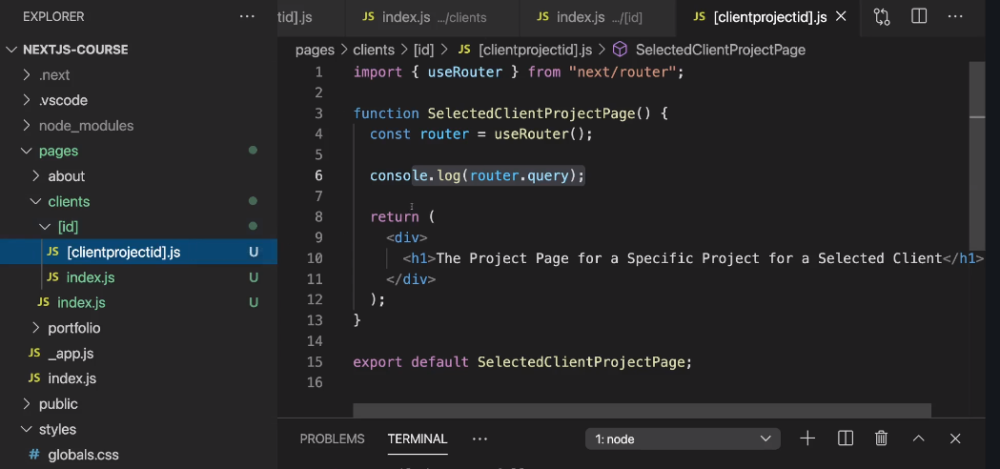 EXPLORER ...
NEXTJS-COURSE
.next
.vscode
node_modules
pages
about
clients
[id]
JS [clientprojectid].js U
JS index.js U
JS index.js U
portfolio
JS _app.js
JS index.js
public
styles
# globals.css
tid].js JS index.js .../clients JS index.js .../[id] JS [clientprojectid].js
pages > clients > [id] > JS [clientprojectid].js > SelectedClientProjectPage
1 import { useRouter } from "next/router";
2
3 function SelectedClientProjectPage() {
4 const router = useRouter();
5
6 console.log(router.query);
7
8 return (
9 <div>
10 <h1>The Project Page for a Specific Project for a Selected Client</h1>
11 </div>
12 );
13 }
14
15 export default SelectedClientProjectPage;
16
PROBLEMS TERMINAL ... 1: node